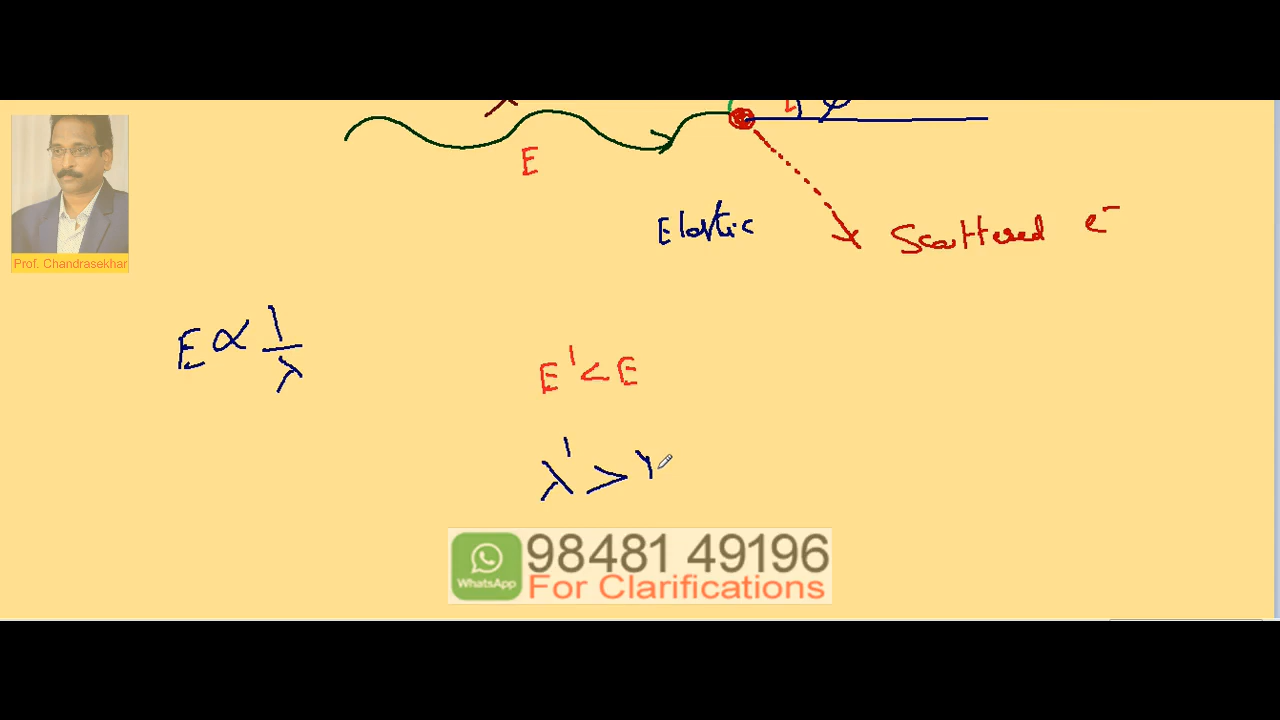 λ
φ
E
Elastic
Scattered e⁻
Prof. Chandrasekhar
E ∝ 1/λ
E' < E
λ' >
98481 49196
WhatsApp
For Clarifications